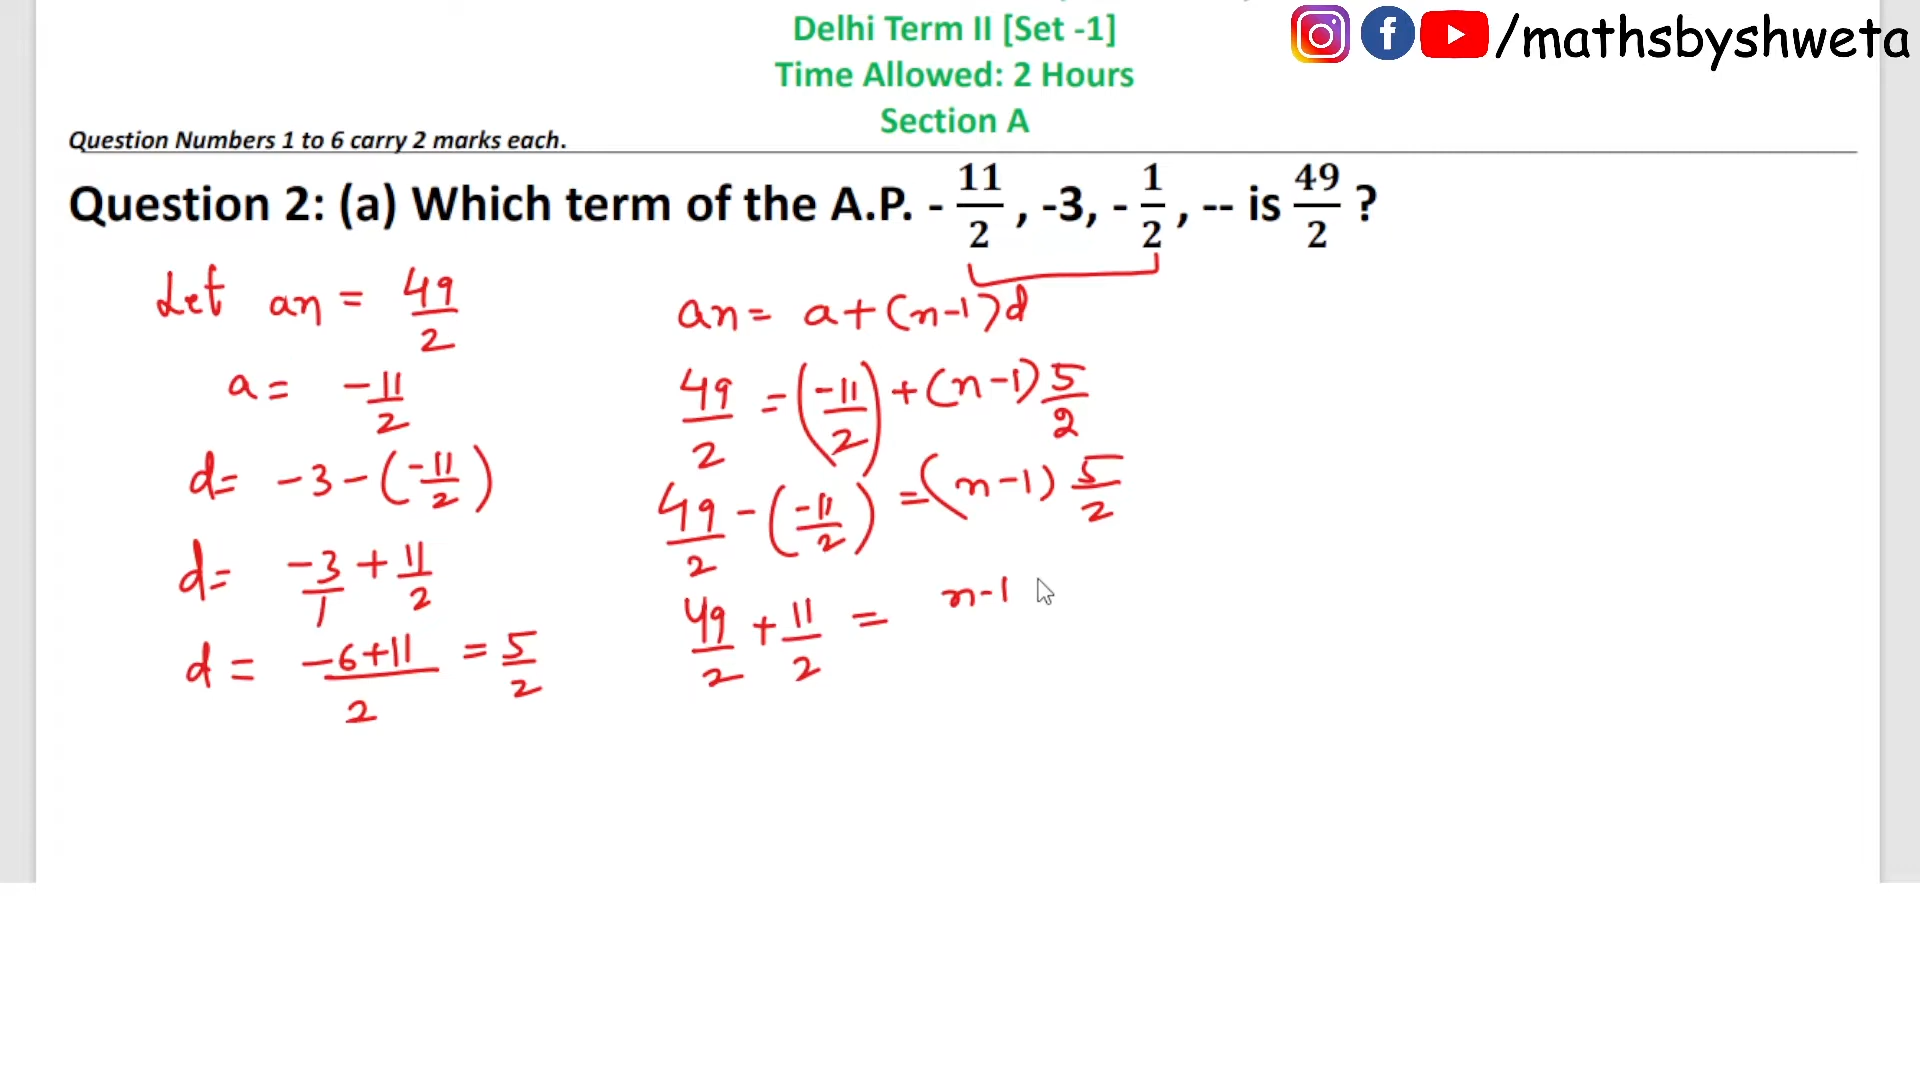 Delhi Term II [Set -1]
/mathsbyshweta
Time Allowed: 2 Hours
Section A
Question Numbers 1 to 6 carry 2 marks each.
Question 2: (a) Which term of the A.P. - 11/2 , -3, - 1/2 , -- is 49/2 ?
Let an = 49/2
a = -11/2
d = -3 - (-11/2)
d = -3/1 + 11/2
d = -6+11/2 = 5/2
an = a + (n-1)d
49/2 = (-11/2) + (n-1) 5/2
49/2 - (-11/2) = (n-1) 5/2
49/2 + 11/2 = n-1